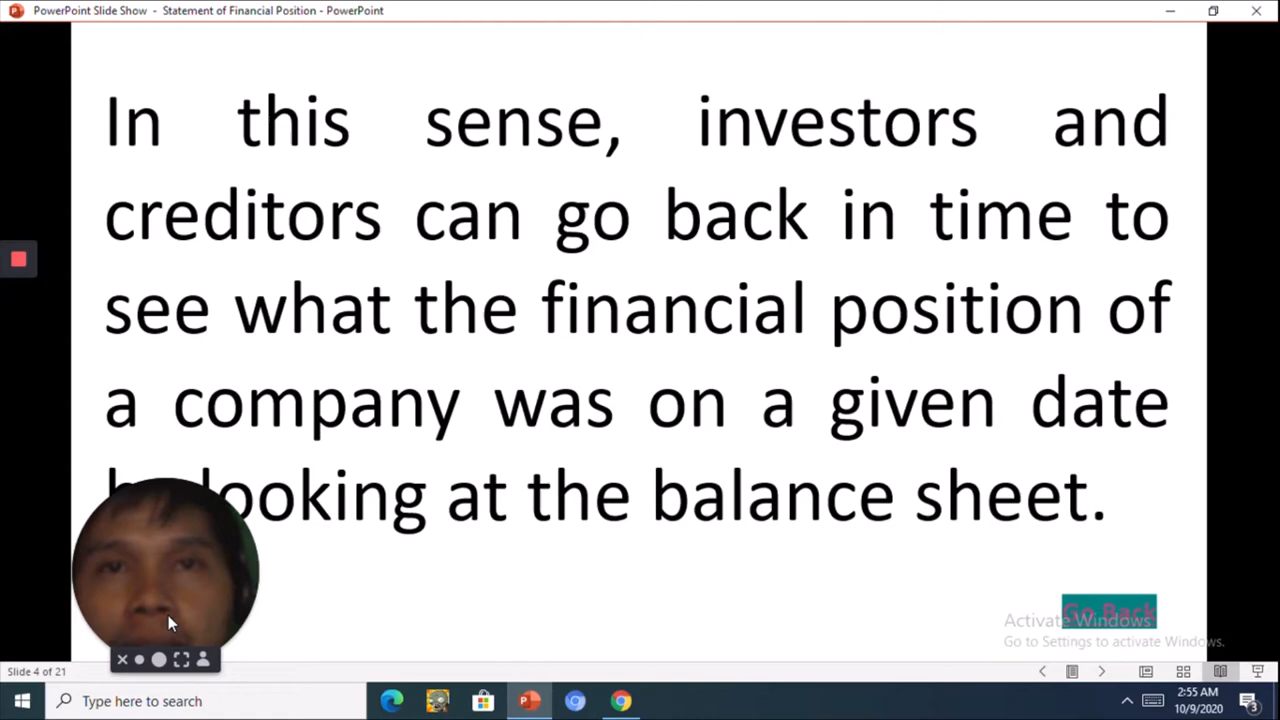 PowerPoint Slide Show - Statement of Financial Position - PowerPoint
In this sense, investors and
creditors can go back in time to
see what the financial position of
a company was on a given date
looking at the balance sheet.
Go Back
Activate Windows
Go to Settings to activate Windows.
Slide 4 of 21
Type here to search
2:55 AM
10/9/2020
3